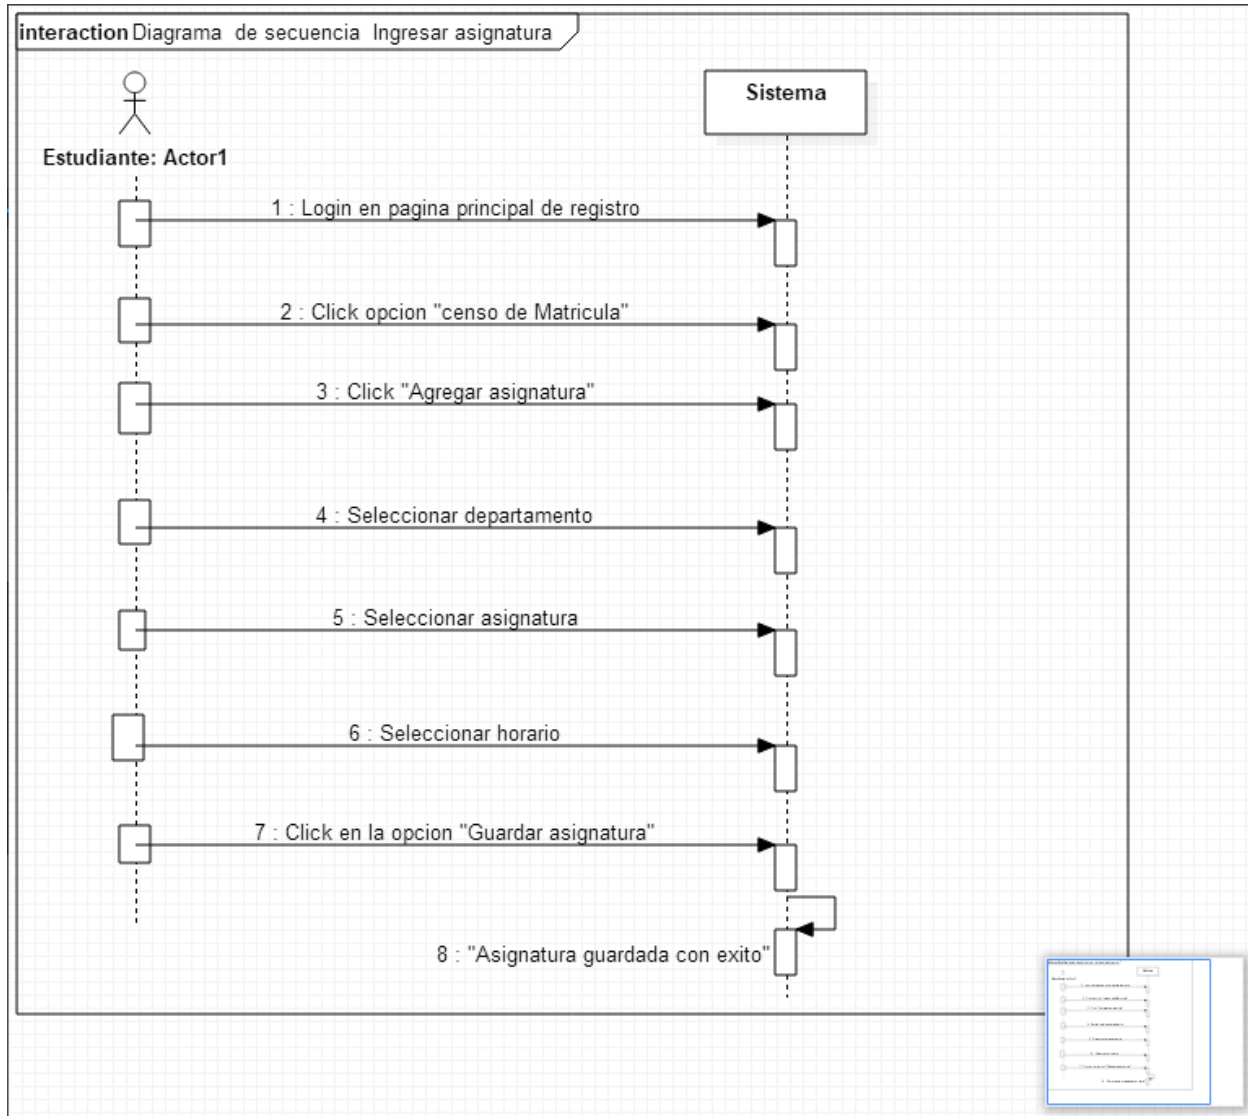 interaction Diagrama de secuencia Ingresar asignatura
Sistema
Estudiante: Actor1
1 : Login en pagina principal de registro
2 : Click opcion "censo de Matricula"
3 : Click "Agregar asignatura"
4 : Seleccionar departamento
5 : Seleccionar asignatura
6 : Seleccionar horario
7 : Click en la opcion "Guardar asignatura"
8 : "Asignatura guardada con exito"